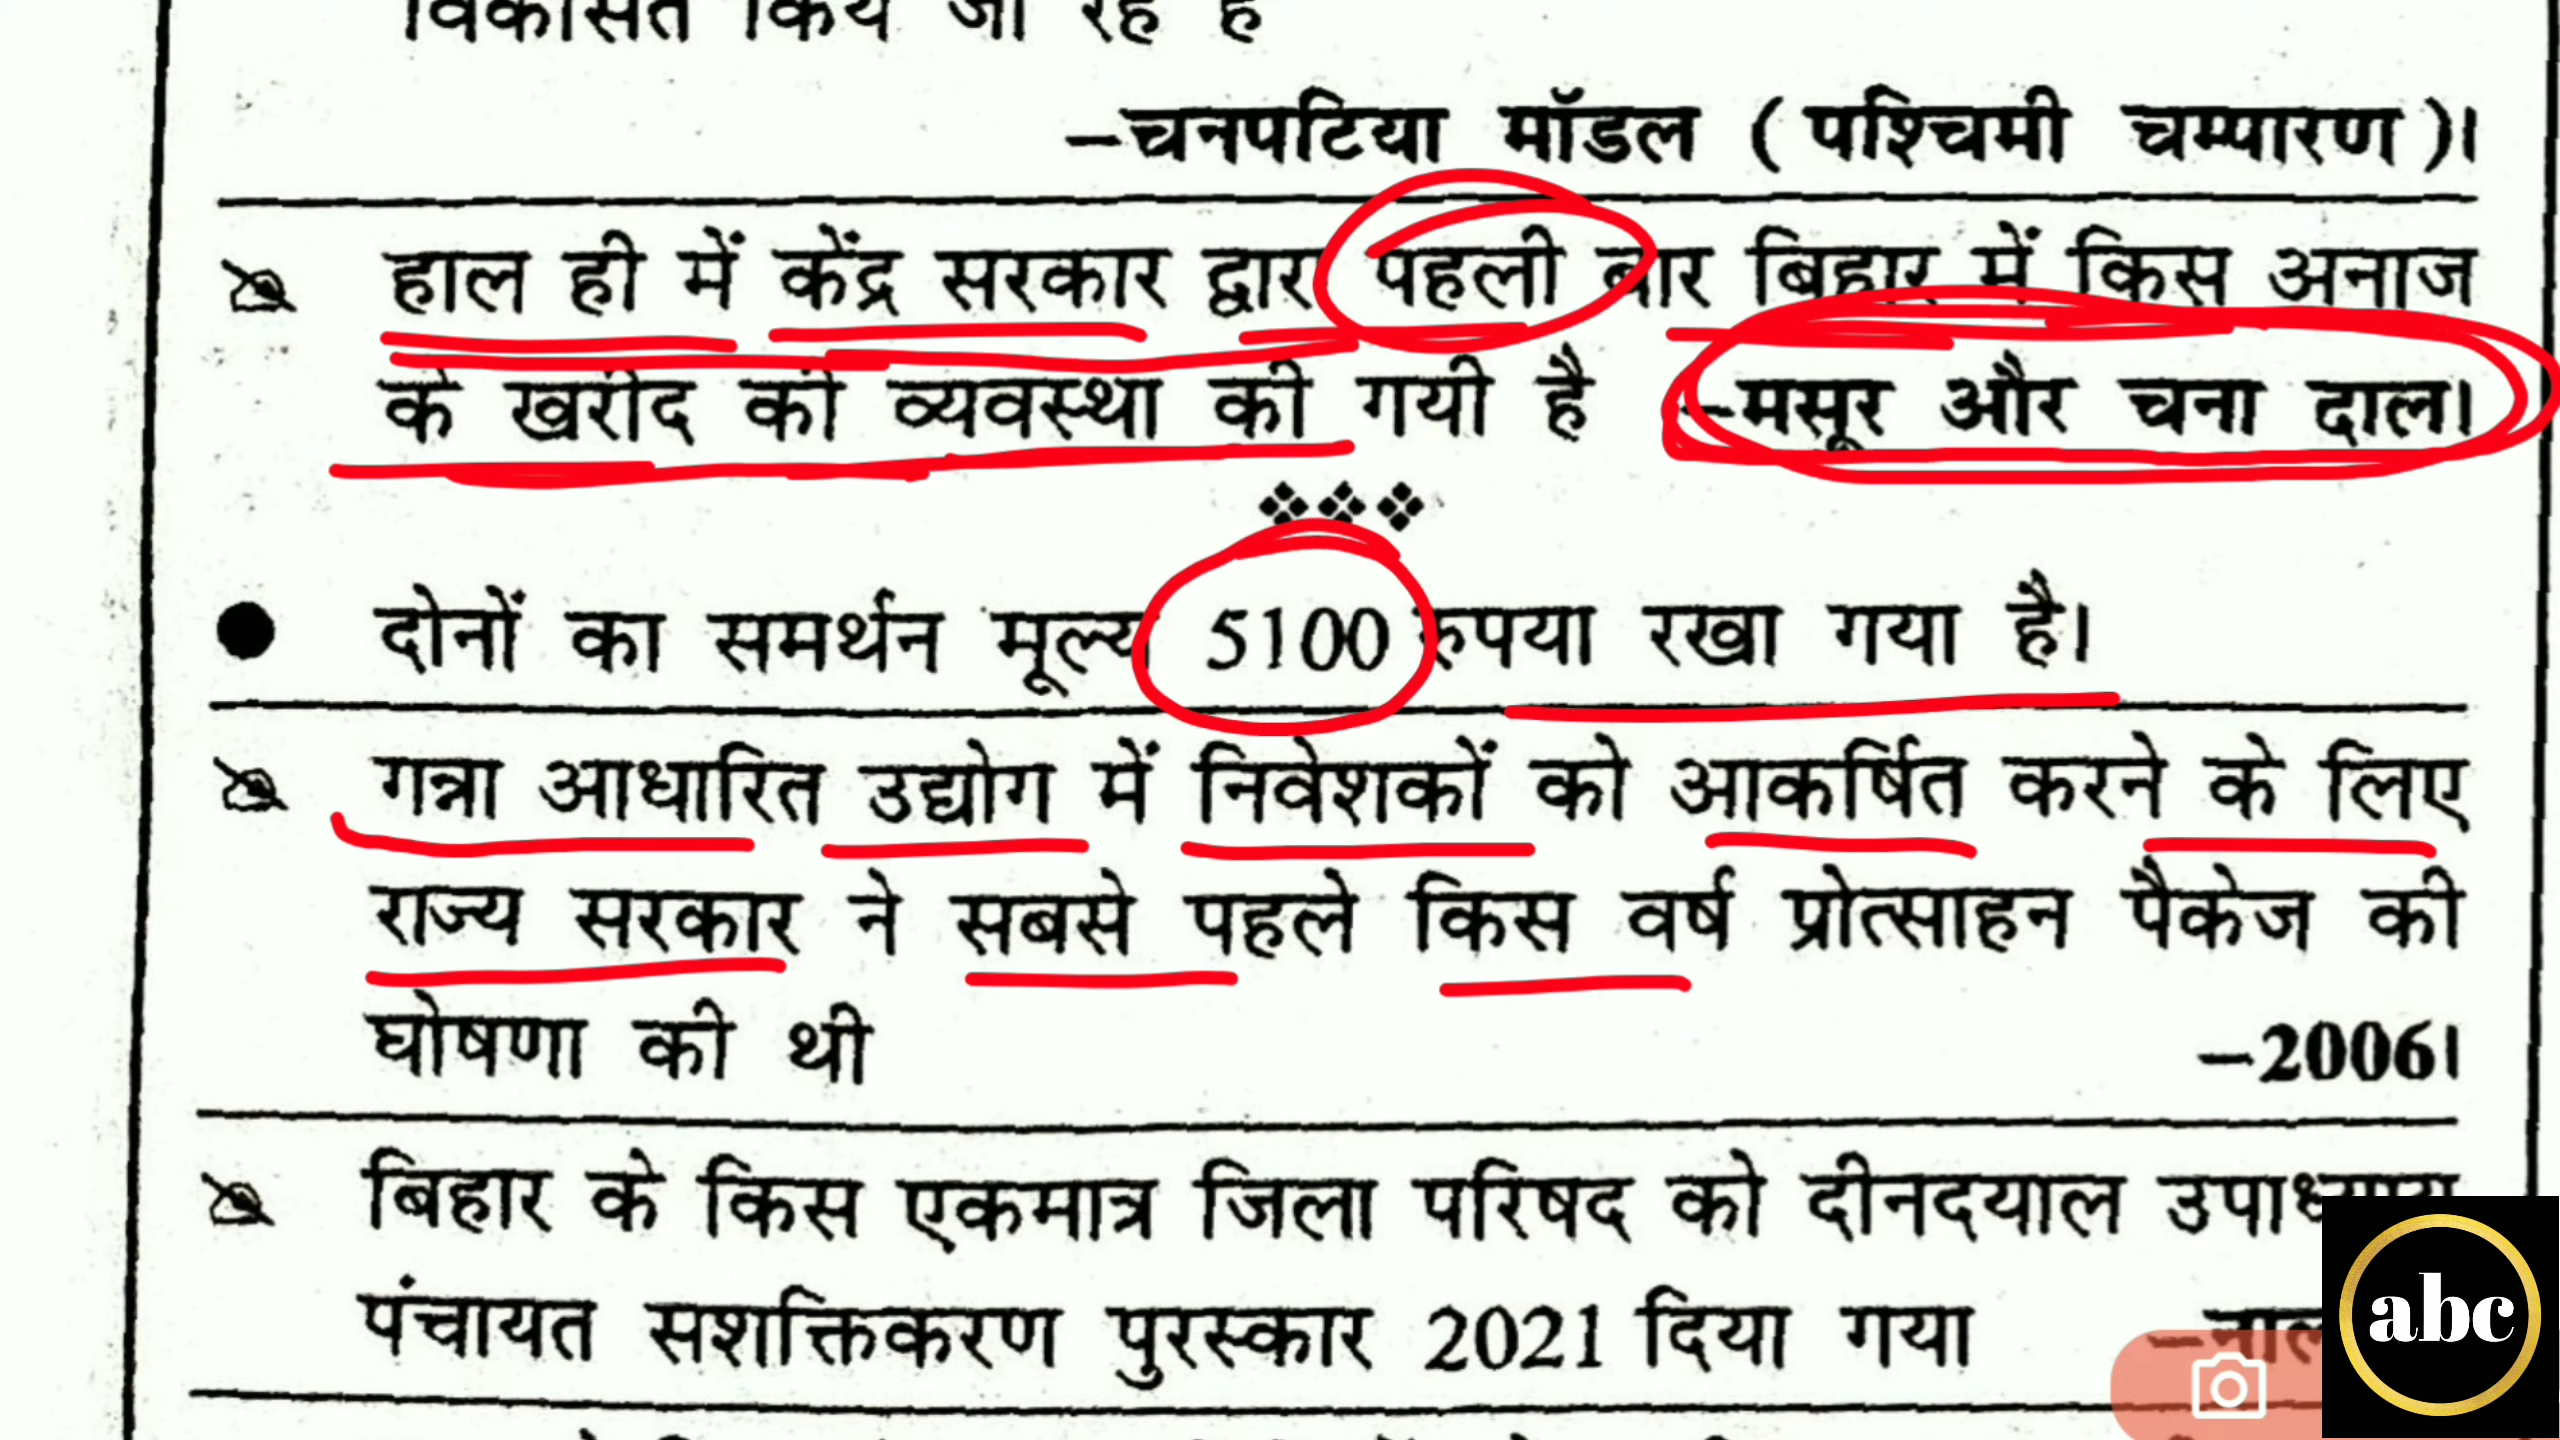 विकसित किये जा रहे हैं
–चनपटिया मॉडल (पश्चिमी चम्पारण)।
हाल ही में केंद्र सरकार द्वारा पहली बार बिहार में किस अनाज
के खरीद की व्यवस्था की गयी है –मसूर और चना दाल।
दोनों का समर्थन मूल्य 5100 रुपया रखा गया है।
गन्ना आधारित उद्योग में निवेशकों को आकर्षित करने के लिए
राज्य सरकार ने सबसे पहले किस वर्ष प्रोत्साहन पैकेज की
घोषणा की थी –2006।
बिहार के किस एकमात्र जिला परिषद को दीनदयाल उपाध्याय
पंचायत सशक्तिकरण पुरस्कार 2021 दिया गया
abc